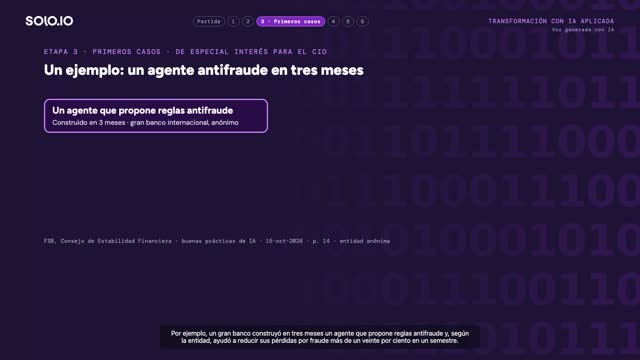 SOLO.IO
Partida 1 2 3 · Primeros casos 4 5 6
TRANSFORMACIÓN CON IA APLICADA
Voz generada con IA
ETAPA 3 · PRIMEROS CASOS · DE ESPECIAL INTERÉS PARA EL CIO
Un ejemplo: un agente antifraude en tres meses
Un agente que propone reglas antifraude
Construido en 3 meses · gran banco internacional, anónimo
FSB, Consejo de Estabilidad Financiera · buenas prácticas de IA · 15-oct-2026 · p. 14 · entidad anónima
Por ejemplo, un gran banco construyó en tres meses un agente que propone reglas antifraude y, según
la entidad, ayudó a reducir sus pérdidas por fraude más de un veinte por ciento en un semestre.